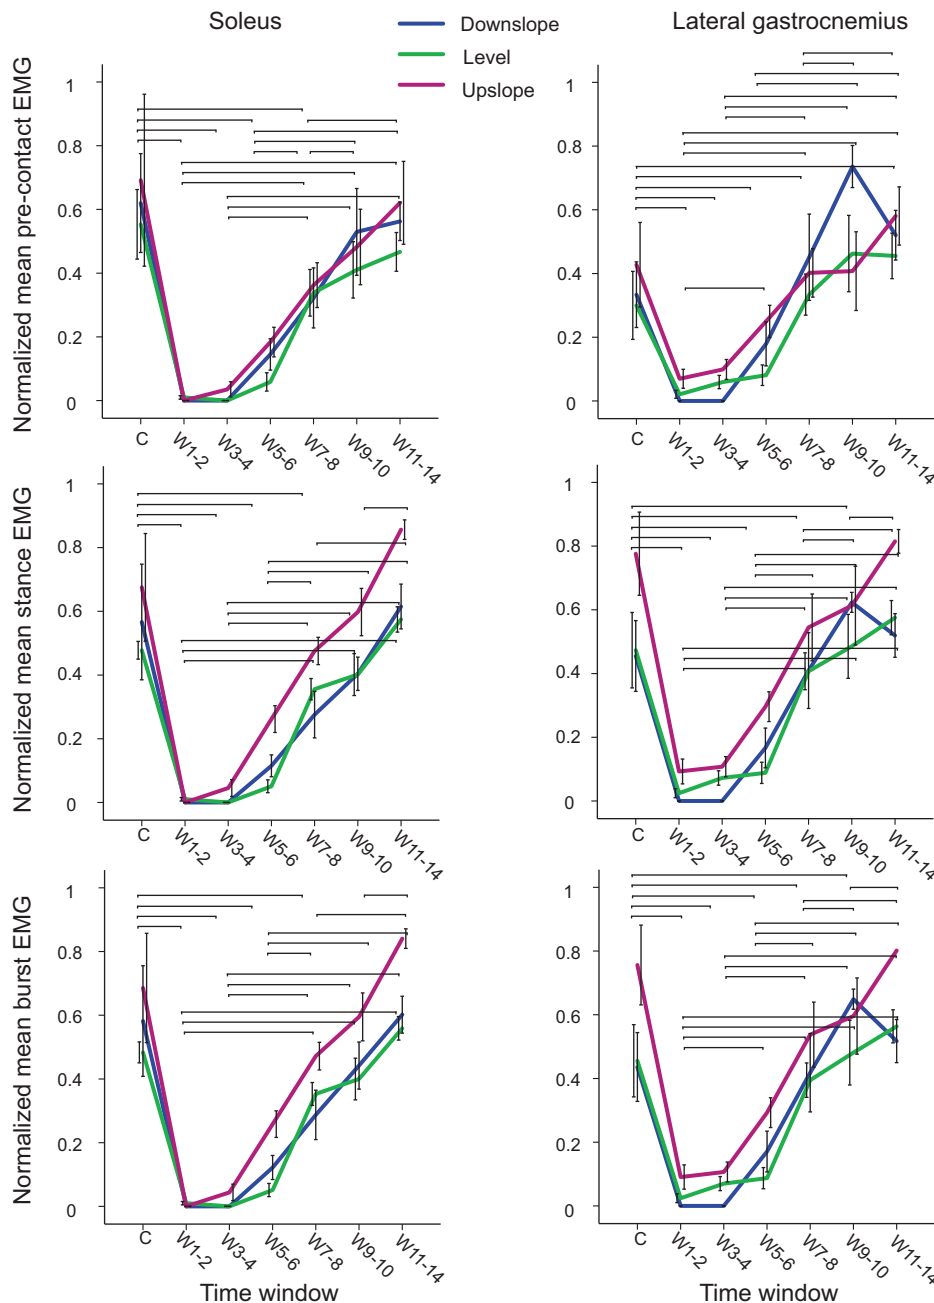 Soleus
Downslope
Lateral gastrocnemius
Level
Upslope
Normalized mean pre-contact EMG
1
0.8
0.6
0.4
0.2
0
C
W1-2
W3-4
W5-6
W7-8
W9-10
W11-14
1
0.8
0.6
0.4
0.2
0
C
W1-2
W3-4
W5-6
W7-8
W9-10
W11-14
Normalized mean stance EMG
1
0.8
0.6
0.4
0.2
0
C
W1-2
W3-4
W5-6
W7-8
W9-10
W11-14
1
0.8
0.6
0.4
0.2
0
C
W1-2
W3-4
W5-6
W7-8
W9-10
W11-14
Normalized mean burst EMG
1
0.8
0.6
0.4
0.2
0
C
W1-2
W3-4
W5-6
W7-8
W9-10
W11-14
Time window
1
0.8
0.6
0.4
0.2
0
C
W1-2
W3-4
W5-6
W7-8
W9-10
W11-14
Time window